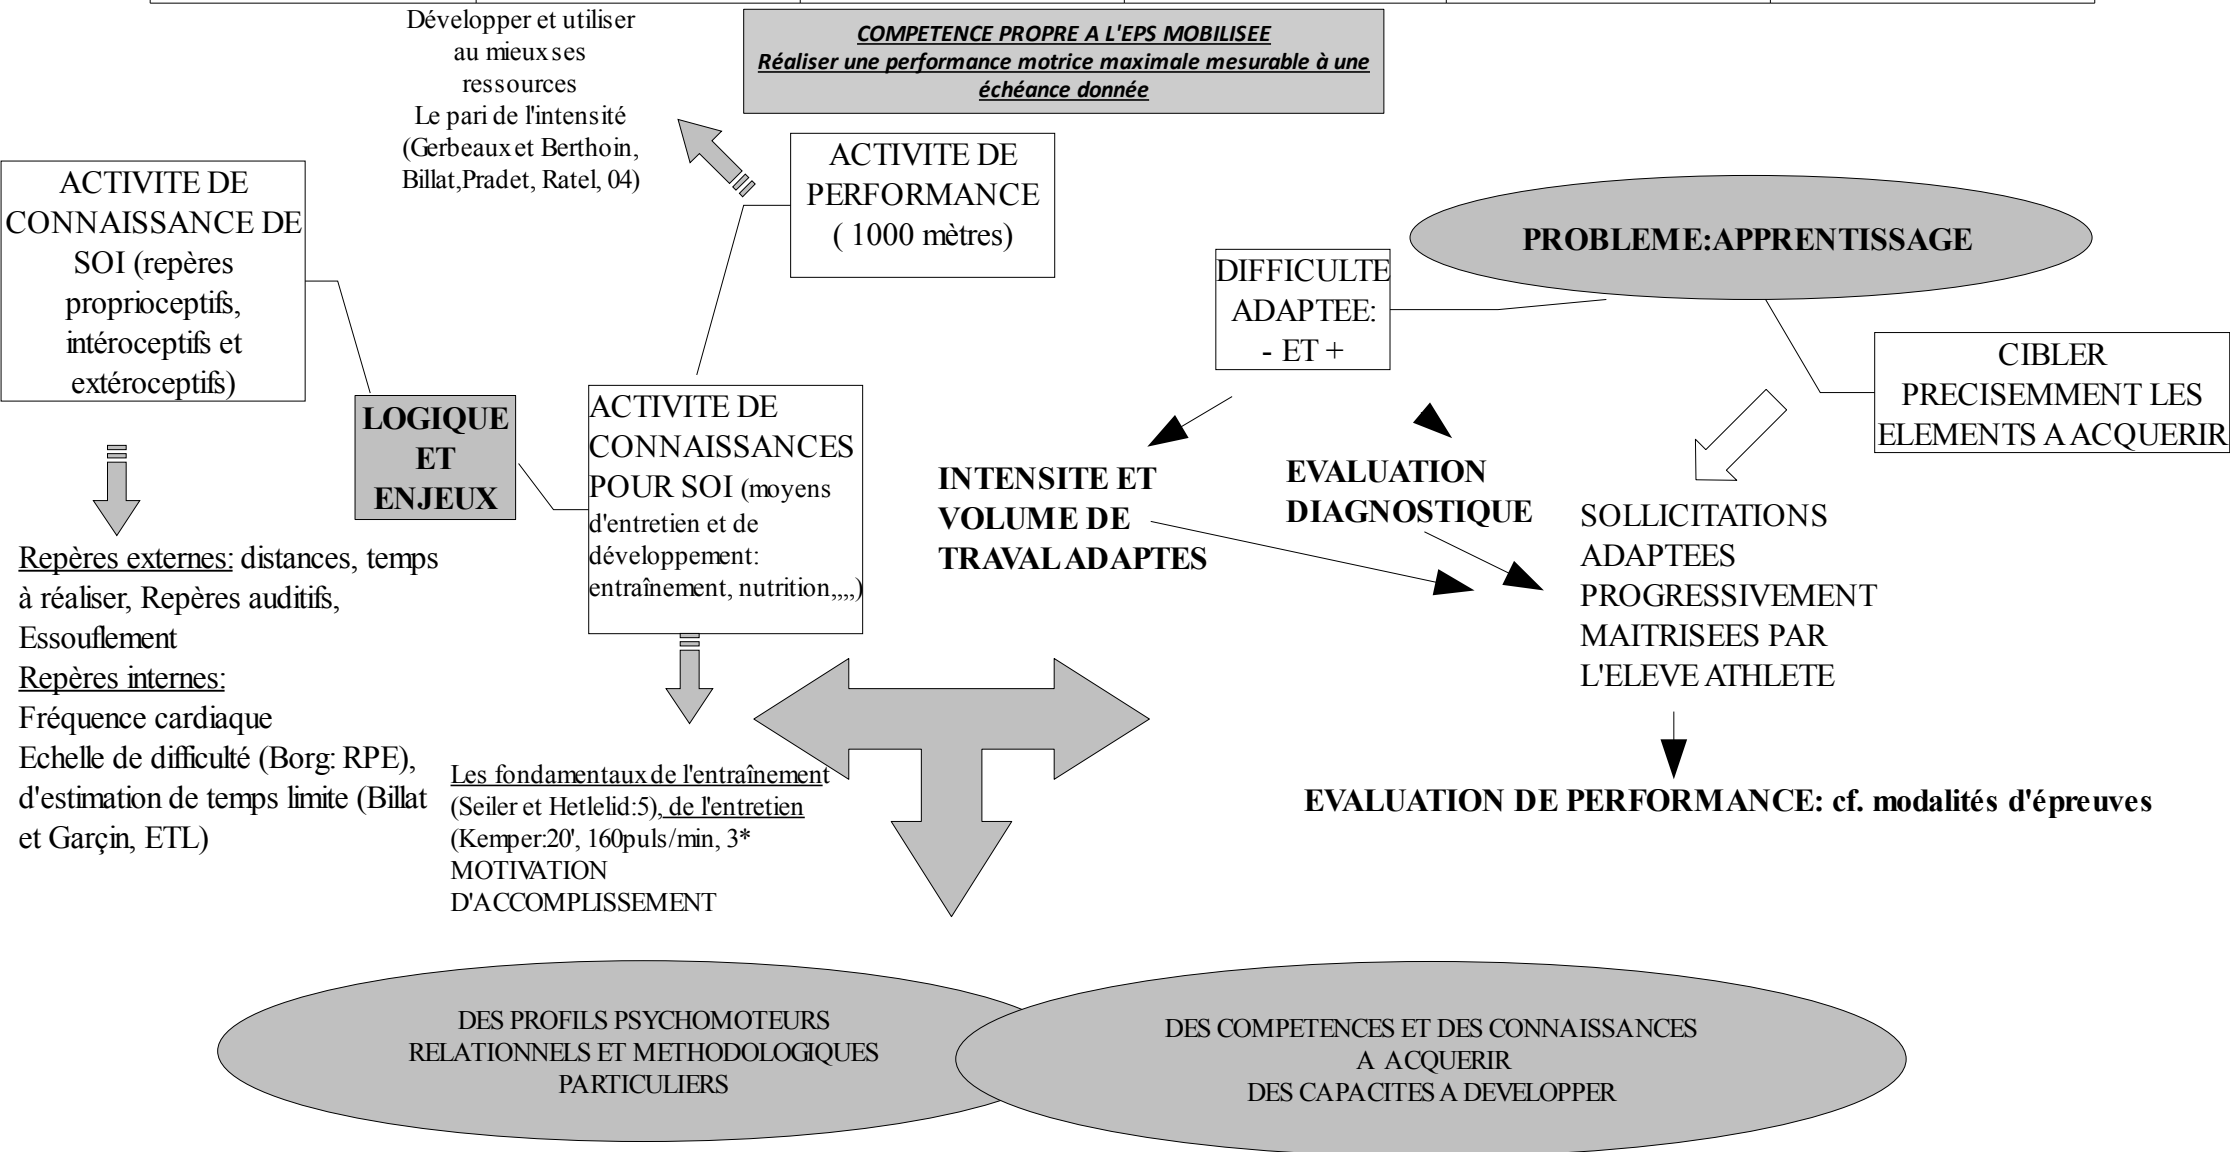 Développer et utiliser
au mieux ses
ressources
Le pari de l'intensité
(Gerbeaux et Berthoin,
Billat,Pradet, Ratel, 04)
COMPETENCE PROPRE A L'EPS MOBILISEE
Réaliser une performance motrice maximale mesurable à une
échéance donnée
ACTIVITE DE
CONNAISSANCE DE
SOI (repères
proprioceptifs,
intéroceptifs et
extéroceptifs)
ACTIVITE DE
PERFORMANCE
( 1000 mètres)
PROBLEME:APPRENTISSAGE
DIFFICULTE
ADAPTEE:
- ET +
CIBLER
PRECISEMMENT LES
ELEMENTS A ACQUERIR
LOGIQUE
ET
ENJEUX
ACTIVITE DE
CONNAISSANCES
POUR SOI (moyens
d'entretien et de
développement:
entraînement, nutrition,,,,)
INTENSITE ET
VOLUME DE
TRAVAL ADAPTES
EVALUATION
DIAGNOSTIQUE
SOLLICITATIONS
ADAPTEES
PROGRESSIVEMENT
MAITRISEES PAR
L'ELEVE ATHLETE
Repères externes: distances, temps
à réaliser, Repères auditifs,
Essouflement
Repères internes:
Fréquence cardiaque
Echelle de difficulté (Borg: RPE),
d'estimation de temps limite (Billat
et Garçin, ETL)
Les fondamentaux de l'entraînement
(Seiler et Hetlelid:5), de l'entretien
(Kemper:20', 160puls/min, 3*
MOTIVATION
D'ACCOMPLISSEMENT
EVALUATION DE PERFORMANCE: cf. modalités d'épreuves
DES PROFILS PSYCHOMOTEURS
RELATIONNELS ET METHODOLOGIQUES
PARTICULIERS
DES COMPETENCES ET DES CONNAISSANCES
A ACQUERIR
DES CAPACITES A DEVELOPPER